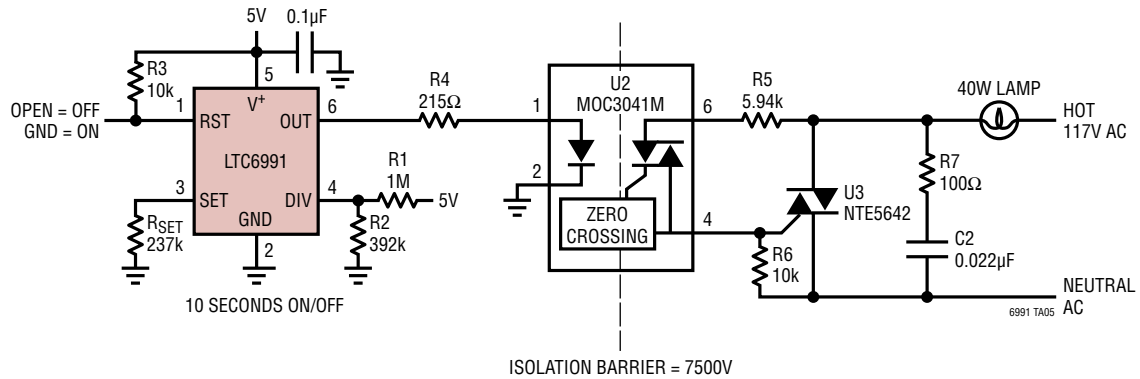 5V
0.1µF
R3
10k
5
V+
OPEN = OFF
GND = ON
1
RST
OUT
6
LTC6991
R4
215Ω
3
SET
DIV
4
R1
1M
5V
GND
2
RSET
237k
R2
392k
10 SECONDS ON/OFF
U2
MOC3041M
1
2
6
4
ZERO
CROSSING
R5
5.94k
40W LAMP
HOT
117V AC
R7
100Ω
U3
NTE5642
R6
10k
C2
0.022µF
NEUTRAL
AC
6991 TA05
ISOLATION BARRIER = 7500V